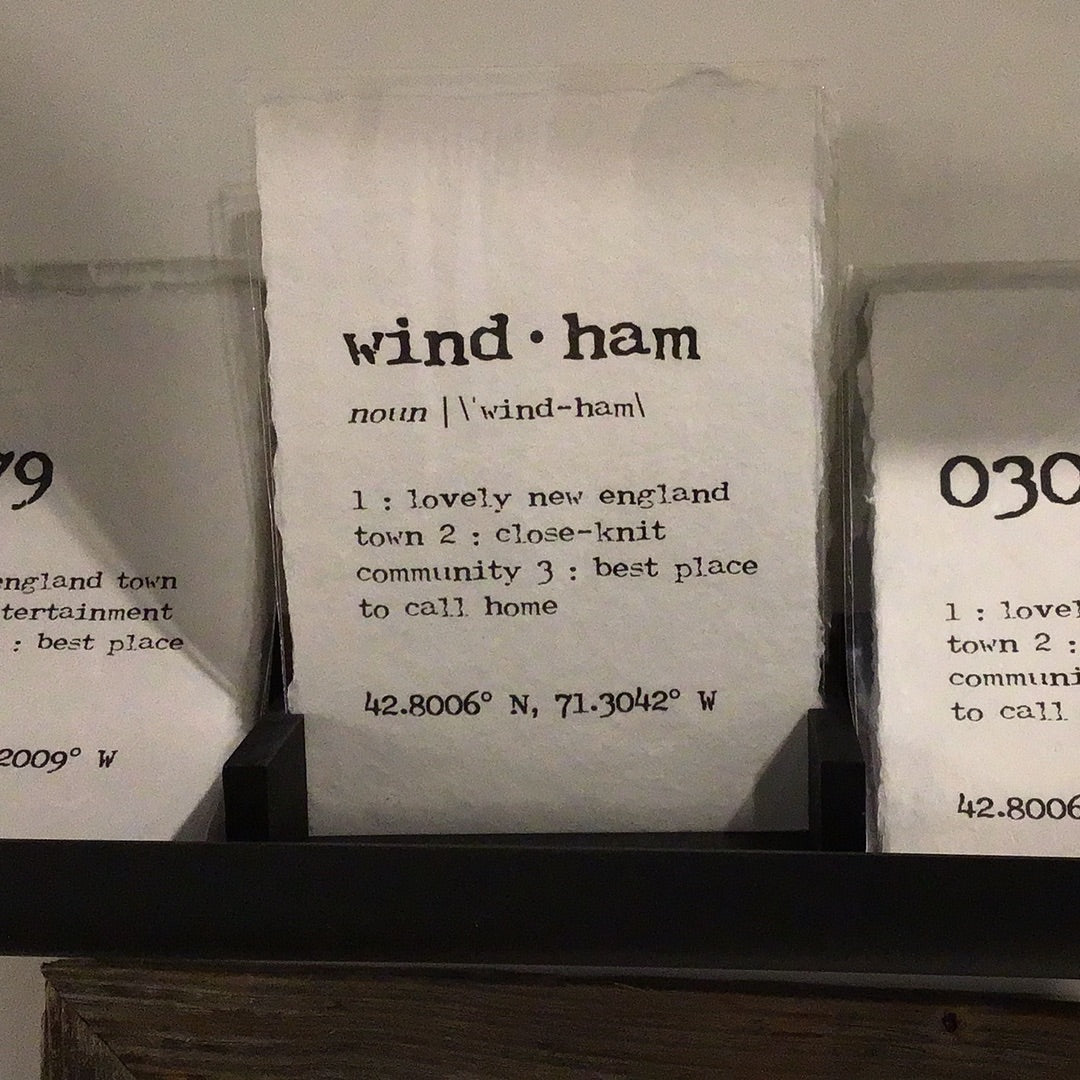 wind·ham
noun | \'wind-ham\
1 : lovely new england
town 2 : close-knit
community 3 : best place
to call home
42.8006° N, 71.3042° W
79
england town
tertainment
: best place
2009° W
030
1 : lovel
town 2 :
communi
to call
42.8006